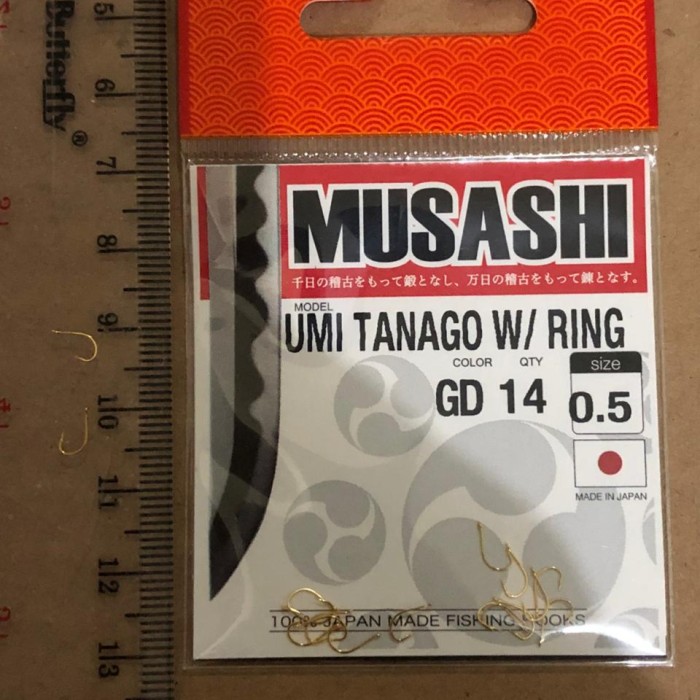 Butterfly®
5
6
7
8
9
10
11
12
13
MUSASHI
千日の稽古をもって鍛となし、万日の稽古をもって錬となす。
MODEL
UMI TANAGO W/ RING
COLOR QTY size
GD 14 0.5
MADE IN JAPAN
100% JAPAN MADE FISHING HOOKS